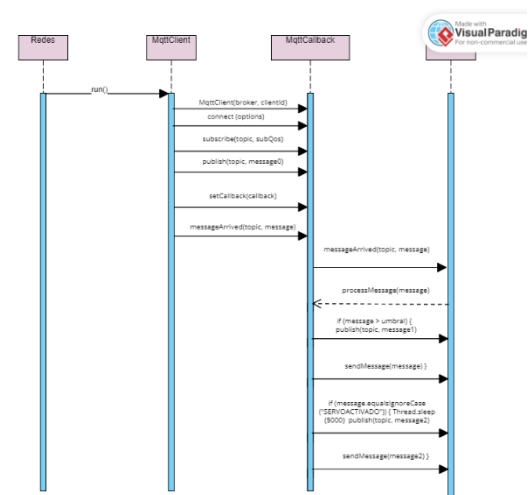 Made with
VisualParadig
For non-commercial use
Redes
MqttClient
MqttCallback
run()
MqttClient(broker, clientId)
connect (options)
subscribe(topic, subQos)
publish(topic, message0)
setCallback(callback)
messageArrived(topic, message)
messageArrived(topic, message)
processMessage(message)
if (message > umbral) {
publish(topic, message1)
sendMessage(message) }
if (message.equalsIgnoreCase
("SERVOACTIVADO")) { Thread.sleep
(5000) publish(topic, message2)
sendMessage(message2) }